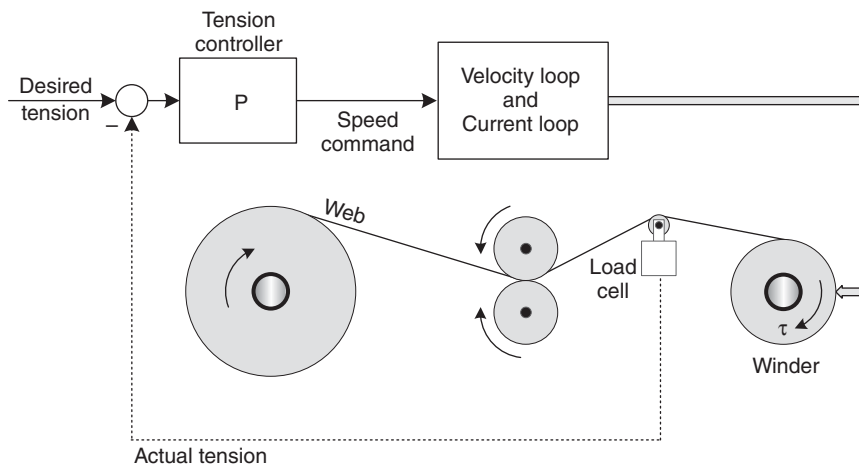 Tension
controller
Desired
tension
−
P
Speed
command
Velocity loop
and
Current loop
Web
Load
cell
τ
Winder
Actual tension